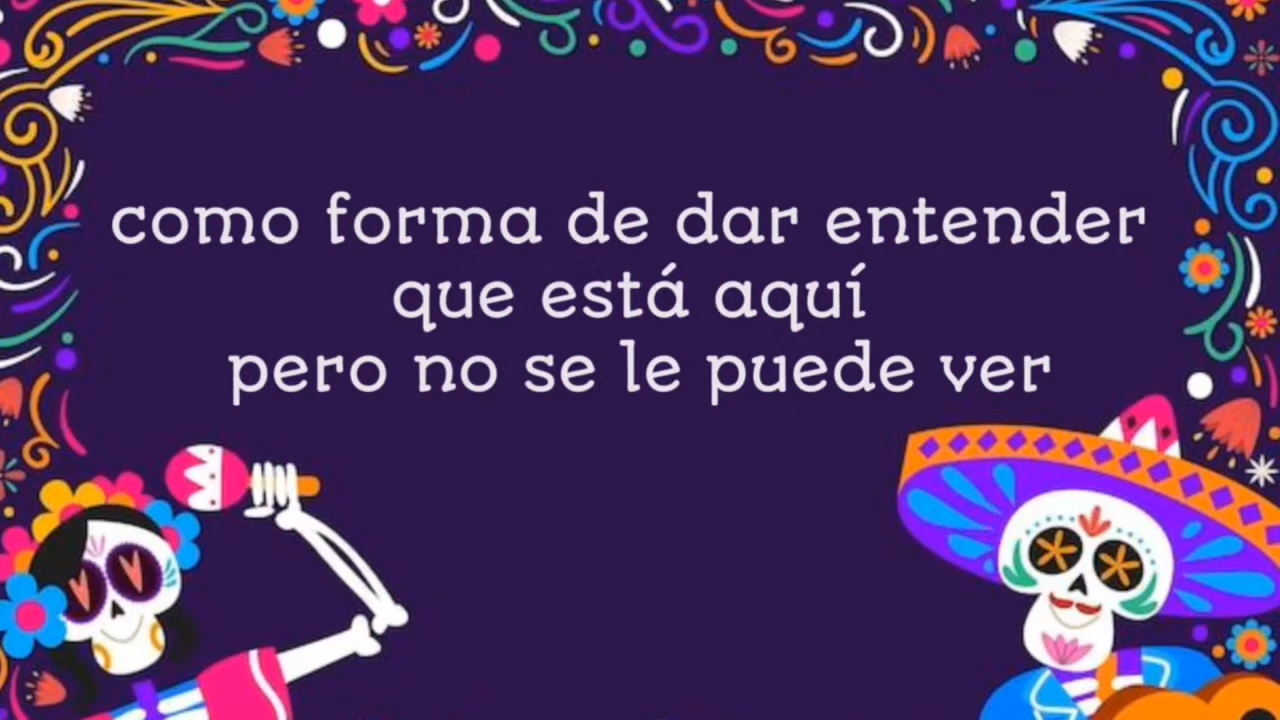 como forma de dar entender
que está aquí
pero no se le puede ver